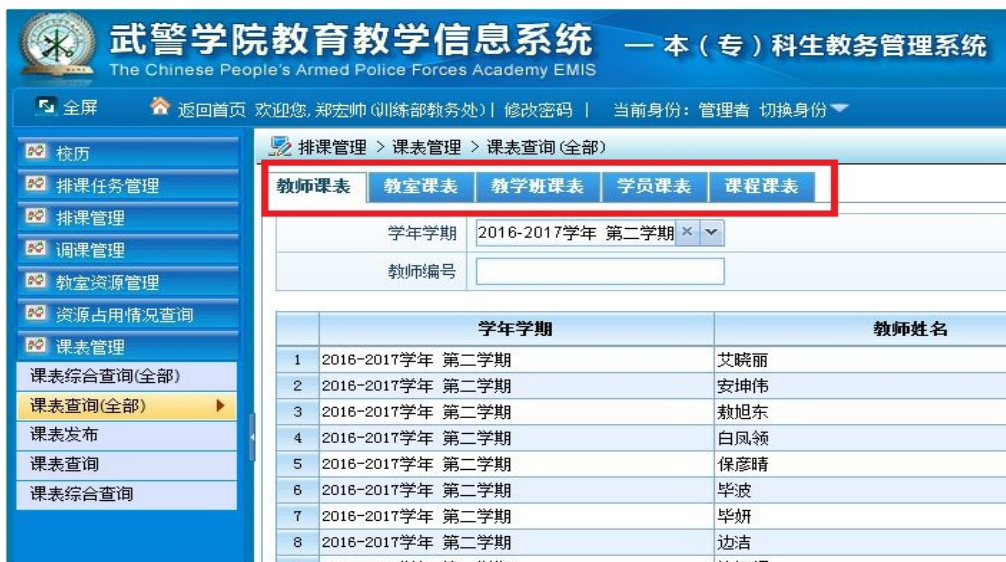 武警学院教育教学信息系统 — 本（专）科生教务管理系统
The Chinese People's Armed Police Forces Academy EMIS
全屏 返回首页 欢迎您,郑宏帅(训练部教务处)| 修改密码 | 当前身份：管理者 切换身份
校历
排课任务管理
排课管理
调课管理
教室资源管理
资源占用情况查询
课表管理
课表综合查询(全部)
课表查询(全部)
课表发布
课表查询
课表综合查询
排课管理 > 课表管理 > 课表查询(全部)
教师课表 教室课表 教学班课表 学员课表 课程课表
学年学期 2016-2017学年 第二学期
教师编号
学年学期 教师姓名
1 2016-2017学年 第二学期 艾晓丽
2 2016-2017学年 第二学期 安坤伟
3 2016-2017学年 第二学期 敖旭东
4 2016-2017学年 第二学期 白凤领
5 2016-2017学年 第二学期 保彦晴
6 2016-2017学年 第二学期 毕波
7 2016-2017学年 第二学期 毕妍
8 2016-2017学年 第二学期 边洁